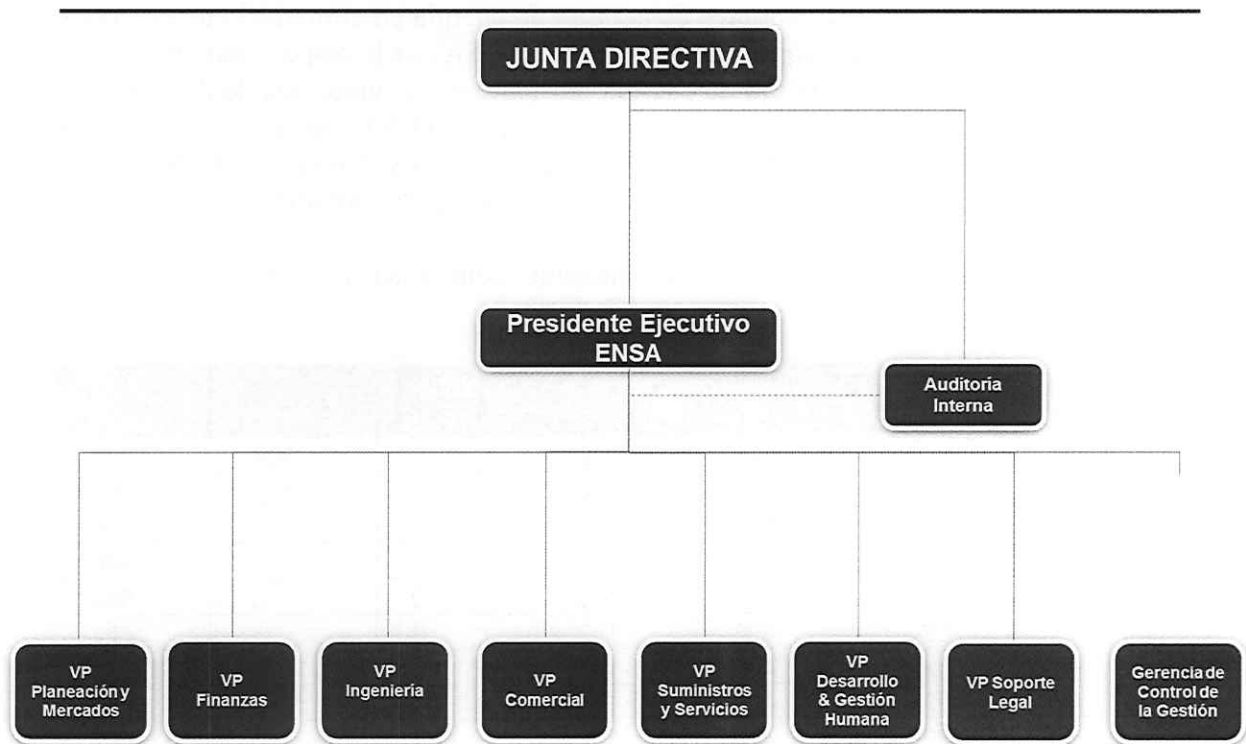 JUNTA DIRECTIVA
Presidente Ejecutivo
ENSA
Auditoria
Interna
VP
Planeación y
Mercados
VP
Finanzas
VP
Ingeniería
VP
Comercial
VP
Suministros
y Servicios
VP
Desarrollo
& Gestión
Humana
VP Soporte
Legal
Gerencia de
Control de
la Gestión